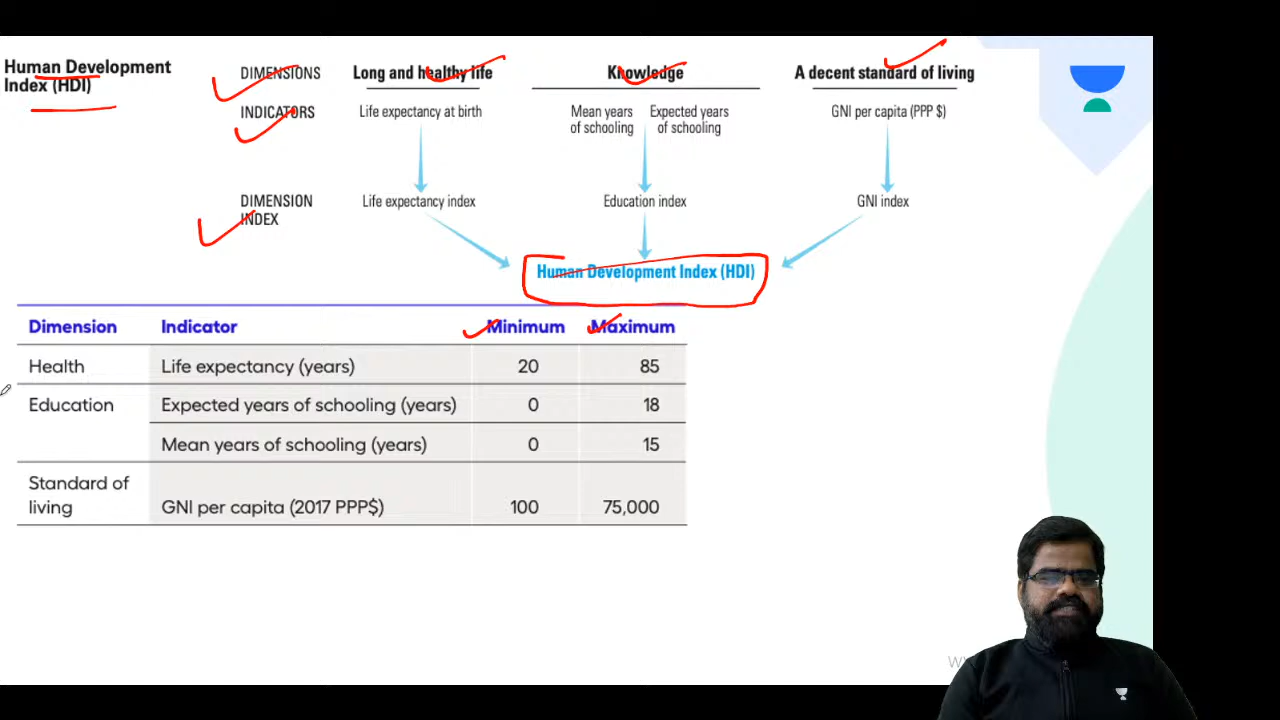 Human Development
Index (HDI)
DIMENSIONS Long and healthy life Knowledge A decent standard of living
INDICATORS Life expectancy at birth Mean years of schooling Expected years of schooling GNI per capita (PPP $)
DIMENSION INDEX Life expectancy index Education index GNI index
Human Development Index (HDI)
Dimension Indicator Minimum Maximum
Health Life expectancy (years) 20 85
Education Expected years of schooling (years) 0 18
Mean years of schooling (years) 0 15
Standard of living GNI per capita (2017 PPP$) 100 75,000